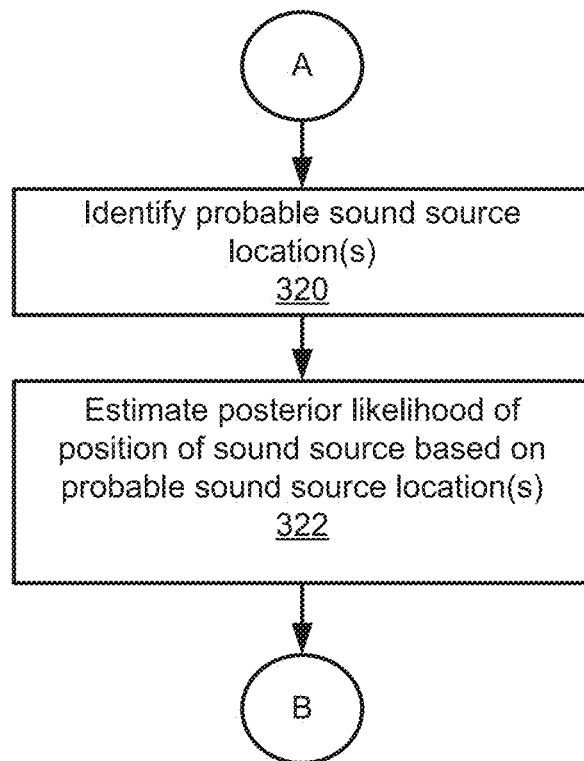 A
Identify probable sound source
location(s)
320
Estimate posterior likelihood of
position of sound source based on
probable sound source location(s)
322
B